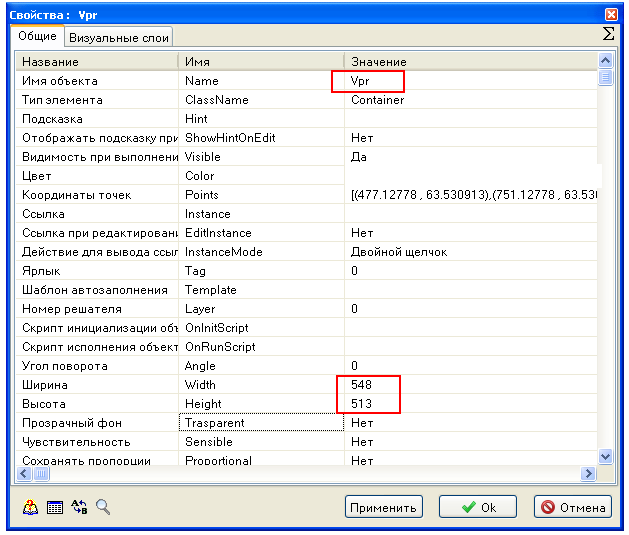 Свойства: Vpr
Общие Визуальные слои Σ
Название Имя Значение
Имя объекта Name Vpr
Тип элемента ClassName Container
Подсказка Hint
Отображать подсказку при ShowHintOnEdit Нет
Видимость при выполнени Visible Да
Цвет Color
Координаты точек Points [(477.12778 , 63.530913),(751.12778 , 63.530
Ссылка Instance
Ссылка при редактировани EditInstance Нет
Действие для вывода ссыл InstanceMode Двойной щелчок
Ярлык Tag 0
Шаблон автозаполнения Template
Номер решателя Layer 0
Скрипт инициализации объ OnInitScript
Скрипт исполнения объект OnRunScript
Угол поворота Angle 0
Ширина Width 548
Высота Height 513
Прозрачный фон Trasparent Нет
Чувствительность Sensible Нет
Сохранять пропорции Proportional Нет
Применить Ok Отмена